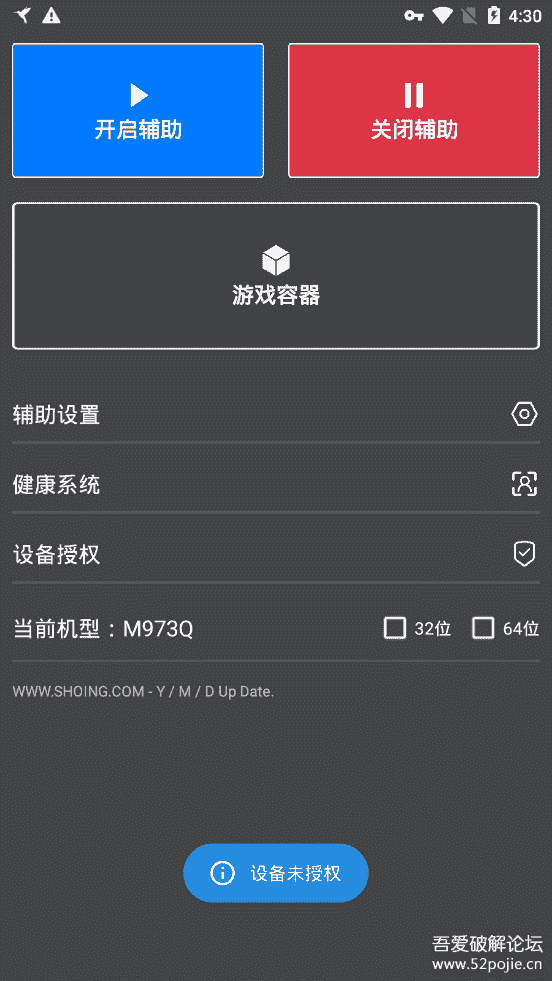 4:30
开启辅助
关闭辅助
游戏容器
辅助设置
健康系统
设备授权
当前机型：M973Q
32位
64位
WWW.SHOING.COM - Y / M / D Up Date.
设备未授权
吾爱破解论坛
www.52pojie.cn